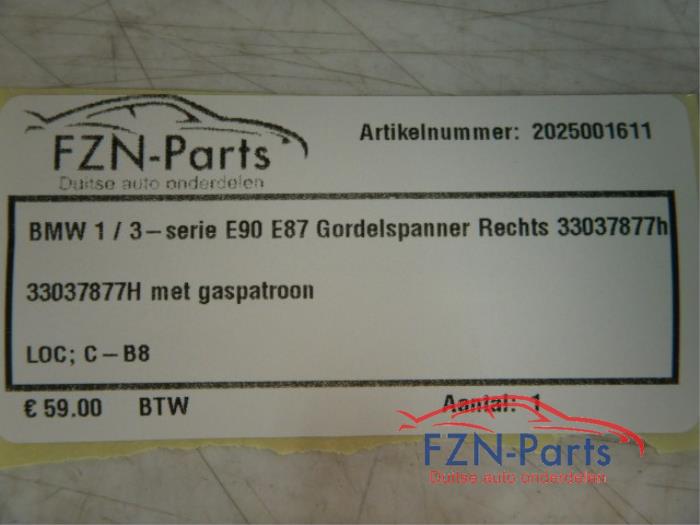 FZN-Parts
Duitse auto onderdelen
Artikelnummer: 2025001611
BMW 1 / 3-serie E90 E87 Gordelspanner Rechts 33037877h
33037877H met gaspatroon
LOC; C-B8
€ 59.00 BTW Aantal: 1
FZN-Parts
Duitse auto onderdelen